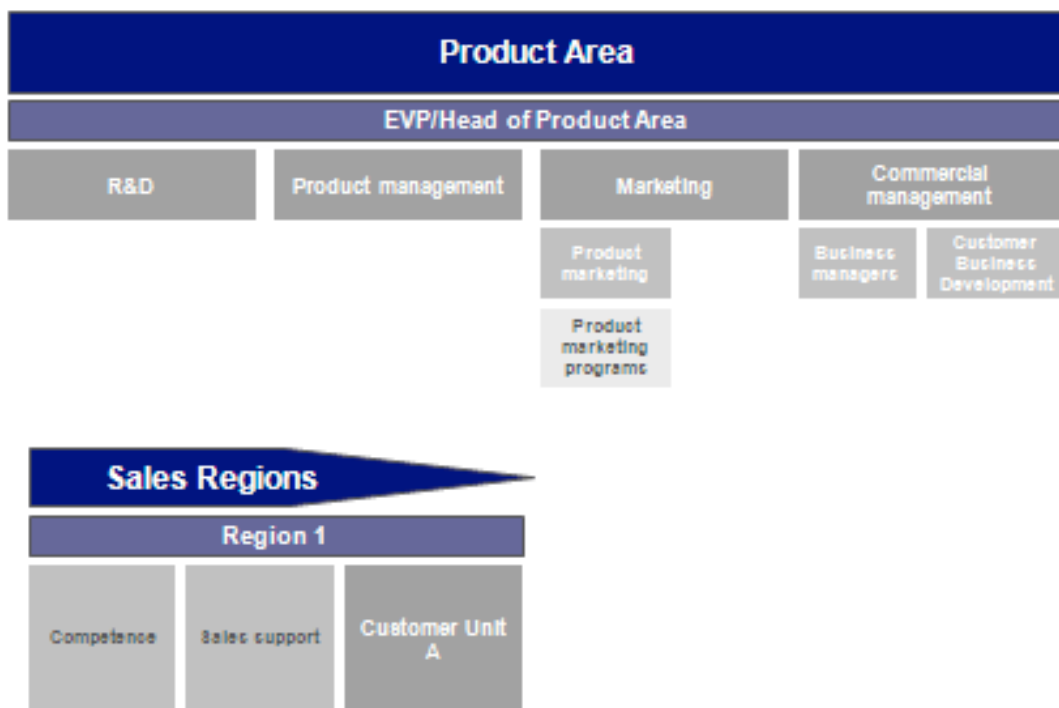 Product Area
EVP/Head of Product Area
R&D
Product management
Marketing
Commercial
management
Product
marketing
Business
managers
Customer
Business
Development
Product
marketing
programs
Sales Regions
Region 1
Competence
Sales support
Customer Unit
A